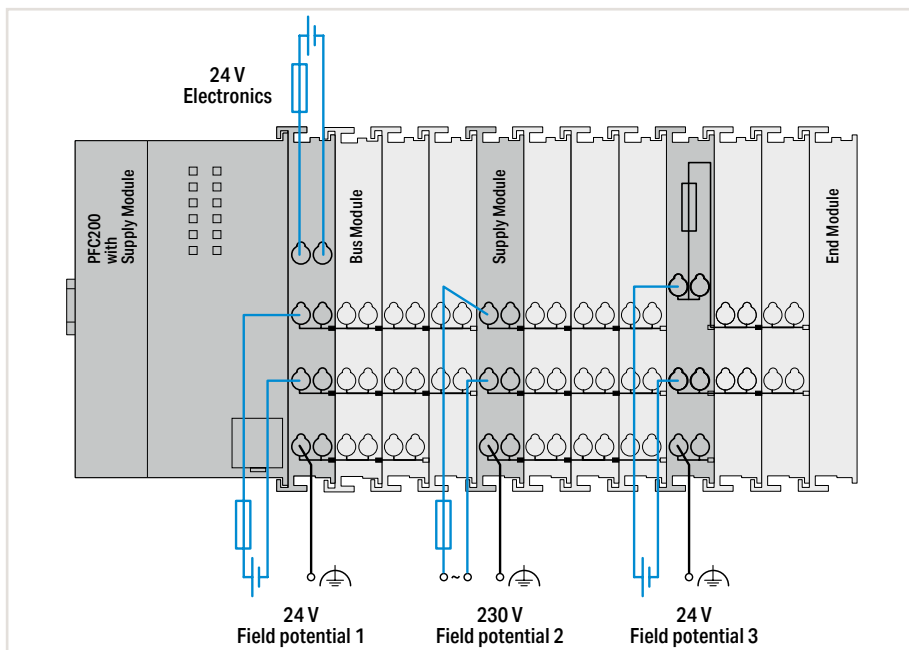 24 V
Electronics
PFC200
with
Supply Module
Bus Module
Supply Module
End Module
~
24 V
Field potential 1
230 V
Field potential 2
24 V
Field potential 3